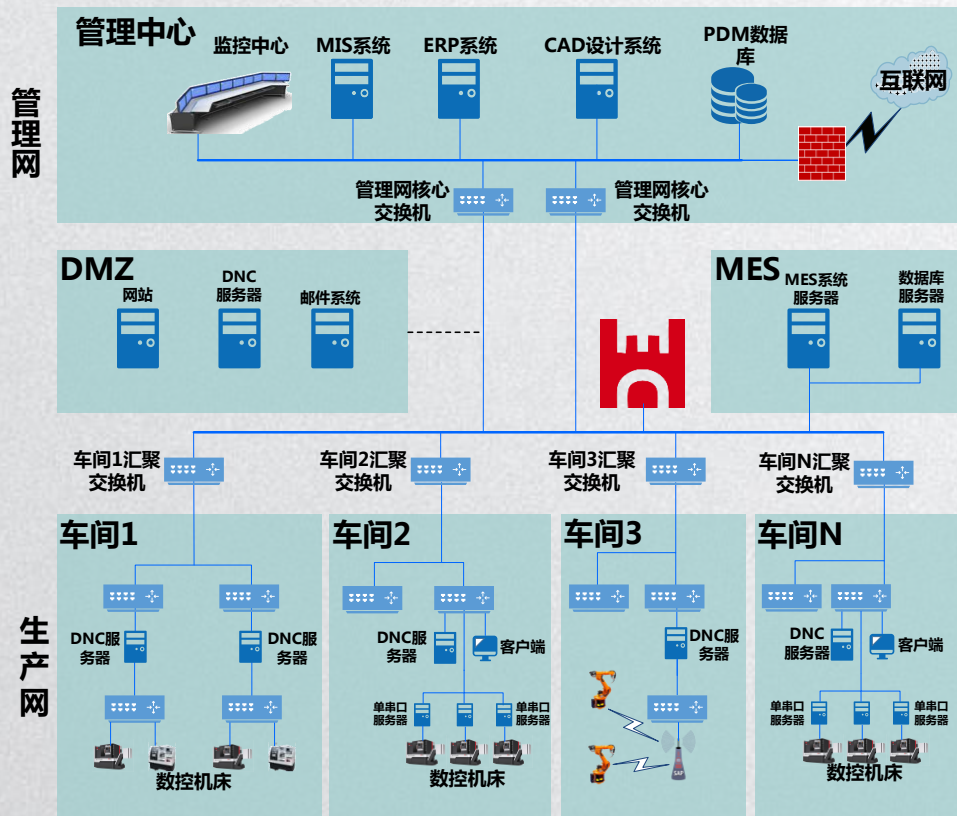 管理网
管理中心
监控中心
MIS系统
ERP系统
CAD设计系统
PDM数据
库
互联网
管理网核心
交换机
管理网核心
交换机
DMZ
网站
DNC
服务器
邮件系统
MES
MES系统
服务器
数据库
服务器
车间1汇聚
交换机
车间2汇聚
交换机
车间3汇聚
交换机
车间N汇聚
交换机
生产网
车间1
DNC服
务器
DNC服
务器
数控机床
车间2
DNC服
务器
客户端
单串口
服务器
单串口
服务器
数控机床
车间3
DNC服
务器
SAP
车间N
DNC
服务器
客户端
单串口
服务器
单串口
服务器
数控机床